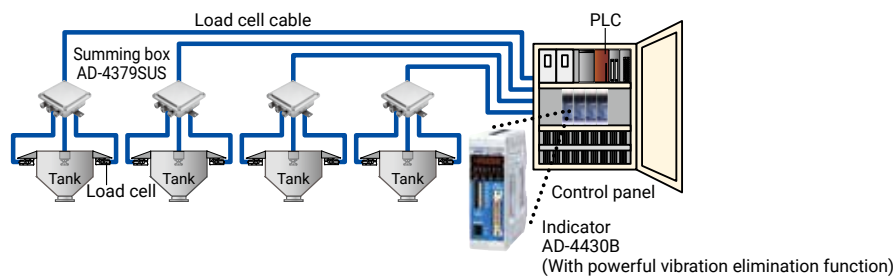 Load cell cable
PLC
Summing box
AD-4379SUS
Tank
Tank
Tank
Tank
Load cell
Control panel
Indicator
AD-4430B
(With powerful vibration elimination function)